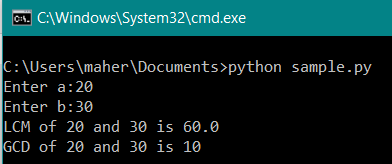 C:\Windows\System32\cmd.exe
C:\Users\maher\Documents>python sample.py
Enter a:20
Enter b:30
LCM of 20 and 30 is 60.0
GCD of 20 and 30 is 10